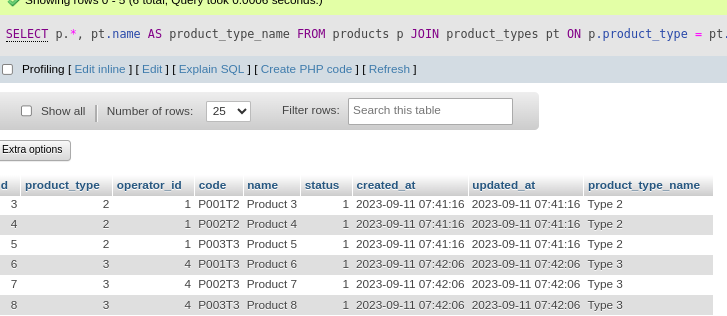 Showing rows 0 - 5 (6 total, Query took 0.0006 seconds.)
SELECT p.*, pt.name AS product_type_name FROM products p JOIN product_types pt ON p.product_type = pt.
Profiling [ Edit inline ] [ Edit ] [ Explain SQL ] [ Create PHP code ] [ Refresh ]
Show all Number of rows: 25 Filter rows: Search this table
Extra options
d product_type operator_id code name status created_at updated_at product_type_name
3 2 1 P001T2 Product 3 1 2023-09-11 07:41:16 2023-09-11 07:41:16 Type 2
4 2 1 P002T2 Product 4 1 2023-09-11 07:41:16 2023-09-11 07:41:16 Type 2
5 2 1 P003T3 Product 5 1 2023-09-11 07:41:16 2023-09-11 07:41:16 Type 2
6 3 4 P001T3 Product 6 1 2023-09-11 07:42:06 2023-09-11 07:42:06 Type 3
7 3 4 P002T3 Product 7 1 2023-09-11 07:42:06 2023-09-11 07:42:06 Type 3
8 3 4 P003T3 Product 8 1 2023-09-11 07:42:06 2023-09-11 07:42:06 Type 3